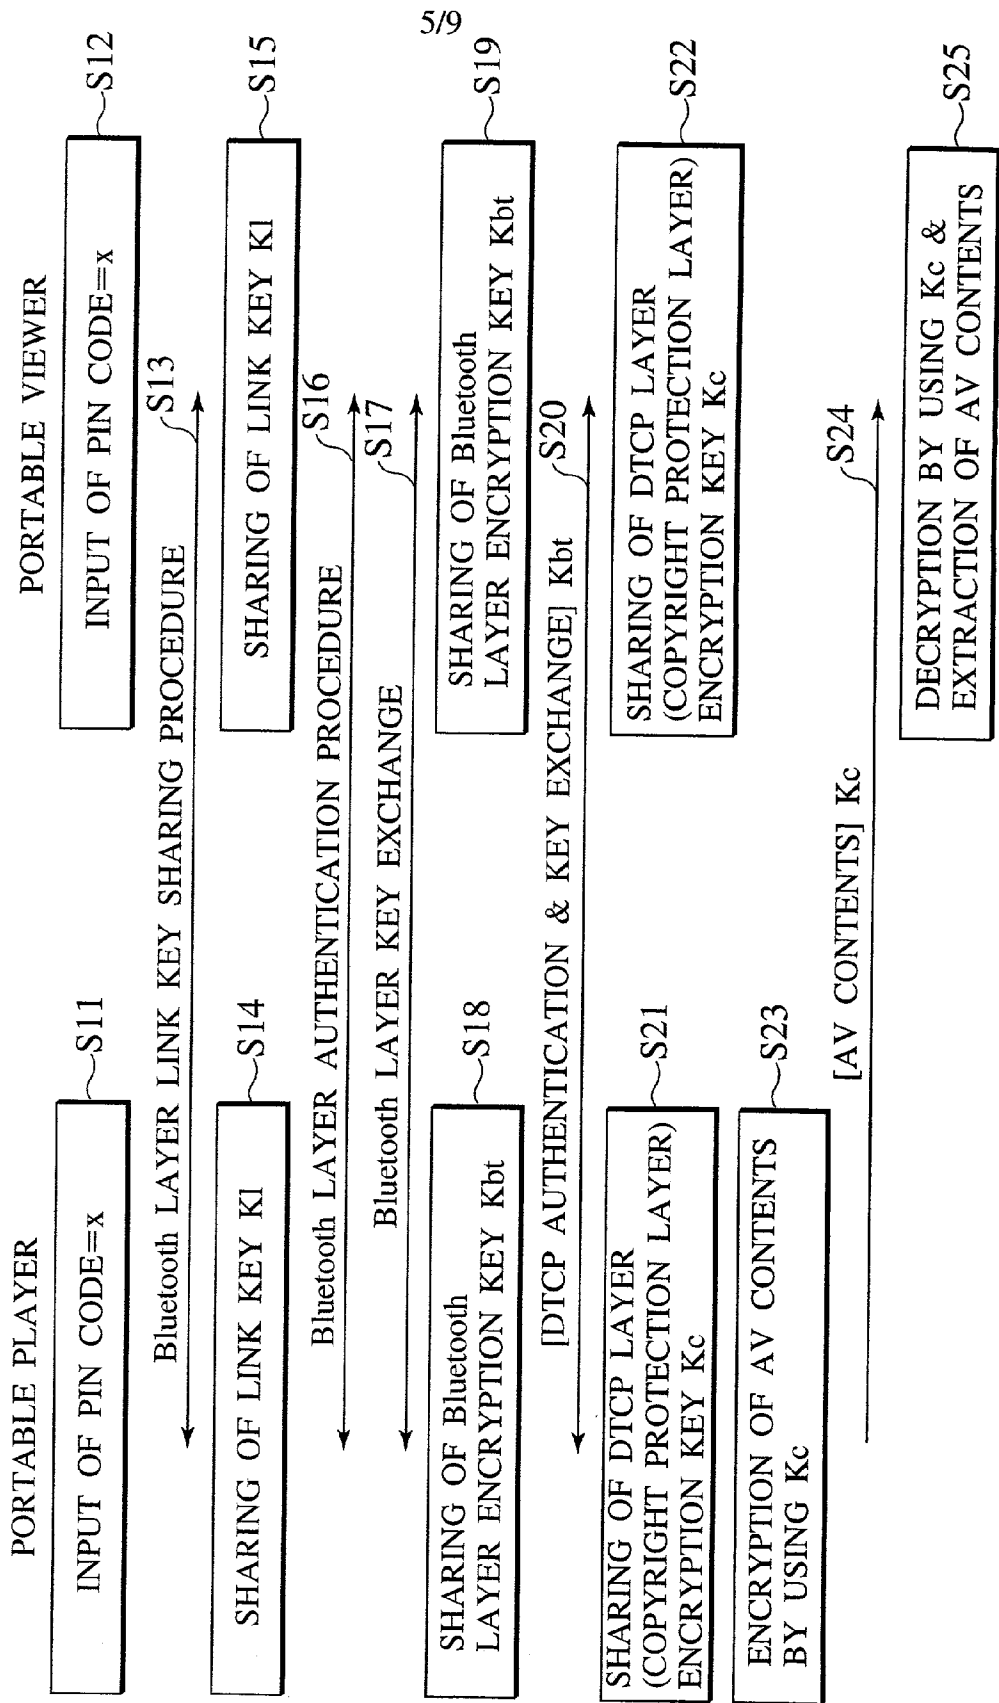 5/9
PORTABLE PLAYER
PORTABLE VIEWER
INPUT OF PIN CODE=x
S11
INPUT OF PIN CODE=x
S12
Bluetooth LAYER LINK KEY SHARING PROCEDURE
S13
SHARING OF LINK KEY Kl
S14
SHARING OF LINK KEY Kl
S15
Bluetooth LAYER AUTHENTICATION PROCEDURE
S16
Bluetooth LAYER KEY EXCHANGE
S17
SHARING OF Bluetooth
LAYER ENCRYPTION KEY Kbt
S18
SHARING OF Bluetooth
LAYER ENCRYPTION KEY Kbt
S19
[DTCP AUTHENTICATION & KEY EXCHANGE] Kbt
S20
SHARING OF DTCP LAYER
(COPYRIGHT PROTECTION LAYER)
ENCRYPTION KEY Kc
S21
SHARING OF DTCP LAYER
(COPYRIGHT PROTECTION LAYER)
ENCRYPTION KEY Kc
S22
ENCRYPTION OF AV CONTENTS
BY USING Kc
S23
[AV CONTENTS] Kc
S24
DECRYPTION BY USING Kc &
EXTRACTION OF AV CONTENTS
S25